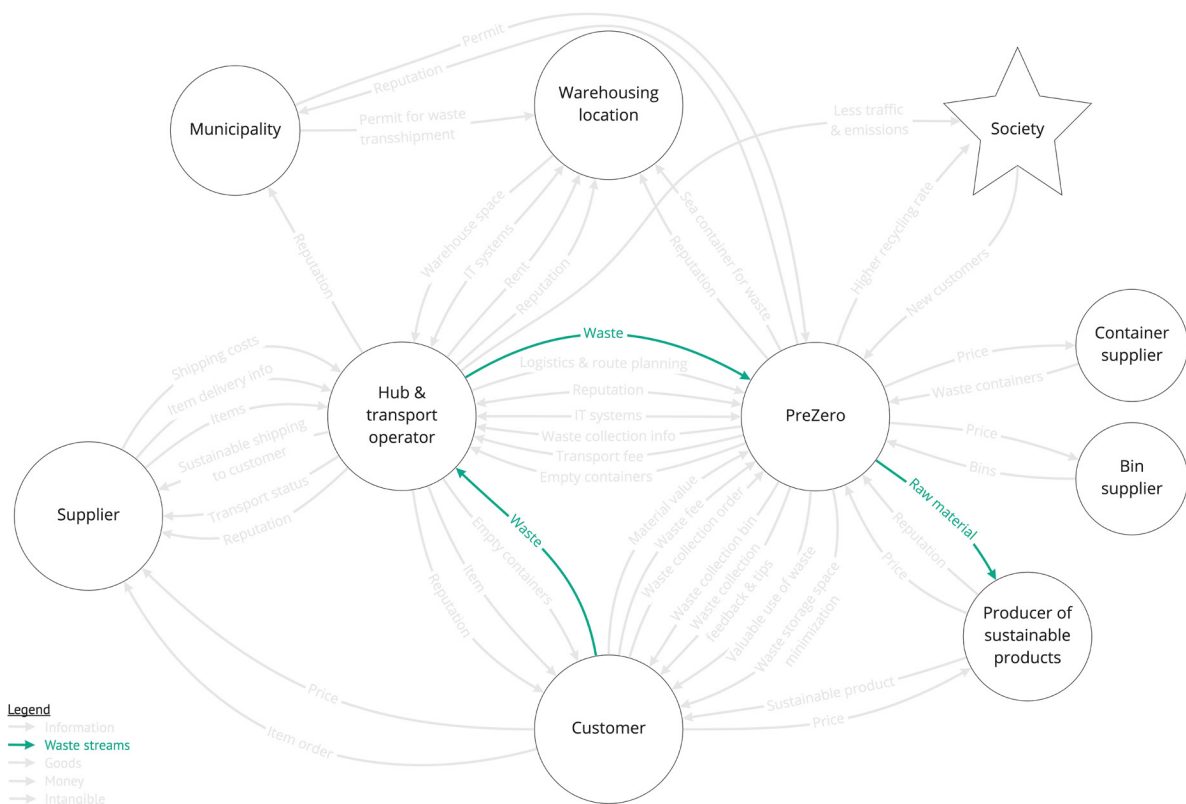 Permit
Reputation
Municipality
Permit for waste
transshipment
Warehousing
location
Less traffic
& emissions
Society
Reputation
Warehouse space
IT systems
Rent
Reputation
Reputation
Sea container for waste
Higher recycling rate
New customers
Waste
Shipping costs
Item delivery info
Items
Sustainable shipping
to customer
Transport status
Reputation
Supplier
Hub &
transport
operator
Logistics & route planning
Reputation
IT systems
Waste collection info
Transport fee
Empty containers
PreZero
Price
Waste containers
Container
supplier
Price
Bins
Bin
supplier
Raw material
Reputation
Price
Producer of
sustainable
products
Waste
Empty containers
Item
Reputation
Material value
Waste fee
Waste collection order
Waste collection bin
Waste collection
feedback & tips
Valuable use of waste
Waste storage space
minimization
Sustainable product
Price
Customer
Price
Item order
Legend
Information
Waste streams
Goods
Money
Intangible